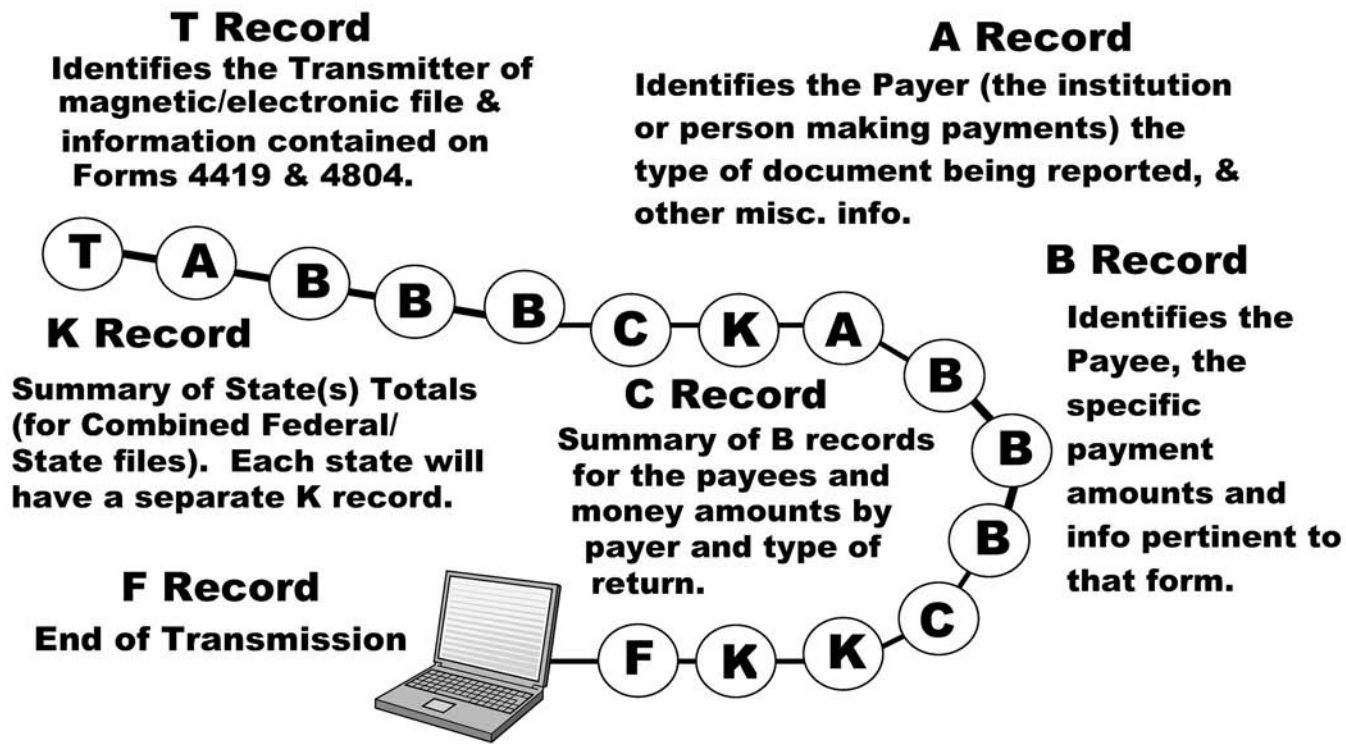 T Record
Identifies the Transmitter of
magnetic/electronic file &
information contained on
Forms 4419 & 4804.
A Record
Identifies the Payer (the institution
or person making payments) the
type of document being reported, &
other misc. info.
T
A
B
B
B
C
K
A
B
B
B
C
K
K
F
B Record
Identifies the
Payee, the
specific
payment
amounts and
info pertinent to
that form.
K Record
Summary of State(s) Totals
(for Combined Federal/
State files).  Each state will
have a separate K record.
C Record
Summary of B records
for the payees and
money amounts by
payer and type of
return.
F Record
End of Transmission